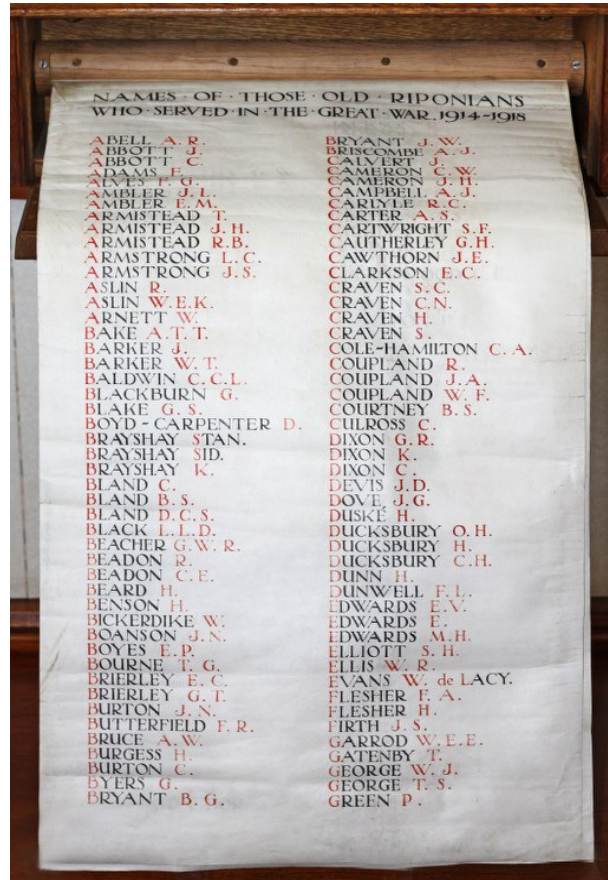 NAMES · OF · THOSE · OLD · RIPONIANS
WHO · SERVED · IN · THE · GREAT · WAR. 1914-1918
ABELL A. R.
ABBOTT J.
ABBOTT C.
ADAMS F.
ALVES F. G.
AMBLER J. L.
AMBLER E. M.
ARMISTEAD T.
ARMISTEAD J. H.
ARMISTEAD R. B.
ARMSTRONG L. C.
ARMSTRONG J. S.
ASLIN R.
ASLIN W. E. K.
ARNETT W.
BAKE A. T. T.
BARKER J.
BARKER W. T.
BALDWIN C. C. L.
BLACKBURN G.
BLAKE G. S.
BOYD - CARPENTER D.
BRAYSHAY STAN.
BRAYSHAY SID.
BRAYSHAY K.
BLAND C.
BLAND B. S.
BLAND D. C. S.
BLACK L. L. D.
BEACHER G. W. R.
BEADON R.
BEADON C. E.
BEARD H.
BENSON H.
BICKERDIKE W.
BOANSON J. N.
BOYES E. P.
BOURNE T. G.
BRIERLEY E. C.
BRIERLEY G. T.
BURTON J. N.
BUTTERFIELD F. R.
BRUCE A. W.
BURGESS H.
BURTON C.
BYERS G.
BRYANT B. G.
BRYANT J. W.
BRISCOMBE A. J.
CALVERT J.
CAMERON C. W.
CAMERON J. H.
CAMPBELL A. J.
CARLYLE R. C.
CARTER A. S.
CARTWRIGHT S. F.
CAUTHERLEY G. H.
CAWTHORN J. E.
CLARKSON E. C.
CRAVEN S. C.
CRAVEN C. N.
CRAVEN H.
CRAVEN S.
COLE-HAMILTON C. A.
COUPLAND R.
COUPLAND J. A.
COUPLAND W. F.
COURTNEY B. S.
CULROSS C.
DIXON G. R.
DIXON K.
DIXON C.
DEVIS J. D.
DOVE J. G.
DUSKE H.
DUCKSBURY O. H.
DUCKSBURY H.
DUCKSBURY C. H.
DUNN H.
DUNWELL F. L.
EDWARDS E. V.
EDWARDS E.
EDWARDS M. H.
ELLIOTT S. H.
ELLIS W. R.
EVANS W. de LACY.
FLESHER F. A.
FLESHER H.
FIRTH J. S.
GARROD W. E. E.
GATENBY T.
GEORGE W. J.
GEORGE T. S.
GREEN P.